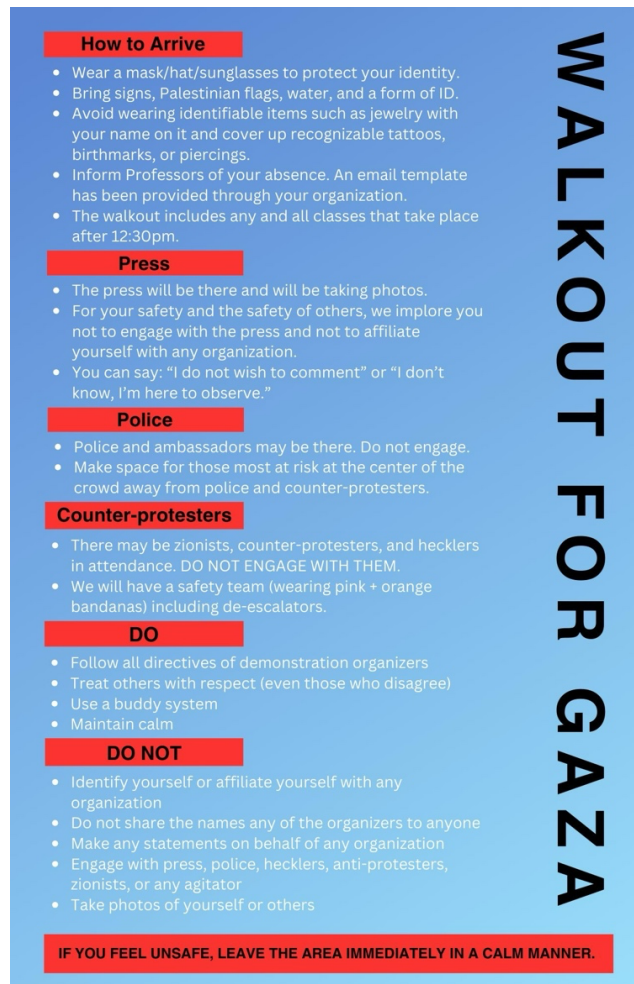 How to Arrive
• Wear a mask/hat/sunglasses to protect your identity.
• Bring signs, Palestinian flags, water, and a form of ID.
• Avoid wearing identifiable items such as jewelry with
your name on it and cover up recognizable tattoos,
birthmarks, or piercings.
• Inform Professors of your absence. An email template
has been provided through your organization.
• The walkout includes any and all classes that take place
after 12:30pm.
Press
• The press will be there and will be taking photos.
• For your safety and the safety of others, we implore you
not to engage with the press and not to affiliate
yourself with any organization.
• You can say: “I do not wish to comment” or “I don’t
know, I’m here to observe.”
Police
• Police and ambassadors may be there. Do not engage.
• Make space for those most at risk at the center of the
crowd away from police and counter-protesters.
Counter-protesters
• There may be zionists, counter-protesters, and hecklers
in attendance. DO NOT ENGAGE WITH THEM.
• We will have a safety team (wearing pink + orange
bandanas) including de-escalators.
DO
• Follow all directives of demonstration organizers
• Treat others with respect (even those who disagree)
• Use a buddy system
• Maintain calm
DO NOT
• Identify yourself or affiliate yourself with any
organization
• Do not share the names any of the organizers to anyone
• Make any statements on behalf of any organization
• Engage with press, police, hecklers, anti-protesters,
zionists, or any agitator
• Take photos of yourself or others
IF YOU FEEL UNSAFE, LEAVE THE AREA IMMEDIATELY IN A CALM MANNER.
WALKOUT FOR GAZA